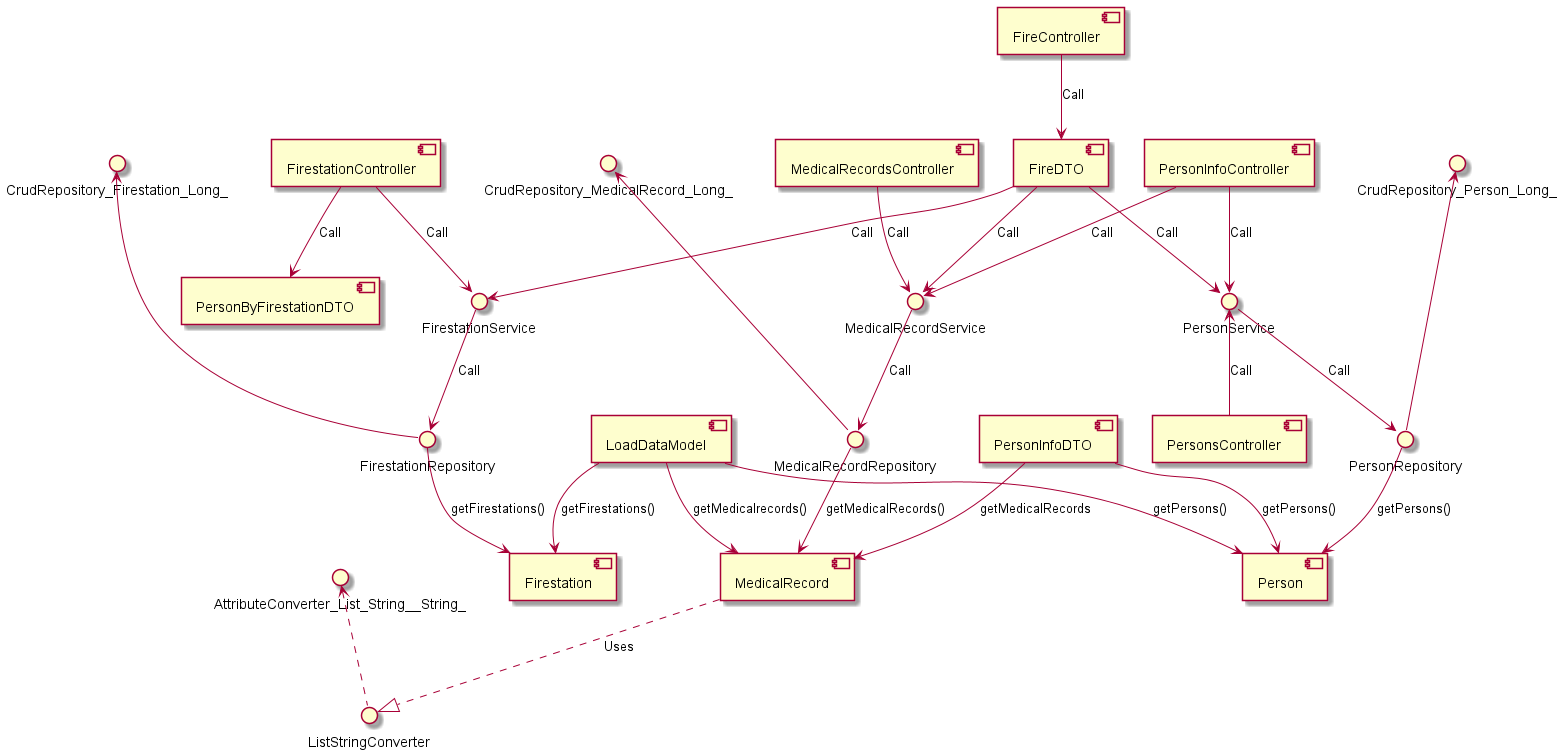 FireController
Call
CrudRepository_Firestation_Long_
FirestationController
CrudRepository_MedicalRecord_Long_
MedicalRecordsController
FireDTO
PersonInfoController
CrudRepository_Person_Long_
Call
Call
Call
Call
Call
Call
Call
Call
PersonByFirestationDTO
FirestationService
MedicalRecordService
PersonService
Call
Call
Call
Call
FirestationRepository
LoadDataModel
MedicalRecordRepository
PersonInfoDTO
PersonsController
PersonRepository
getFirestations()
getFirestations()
getMedicalrecords()
getMedicalRecords()
getMedicalRecords
getPersons()
getPersons()
getPersons()
AttributeConverter_List_String__String_
Firestation
MedicalRecord
Person
Uses
ListStringConverter